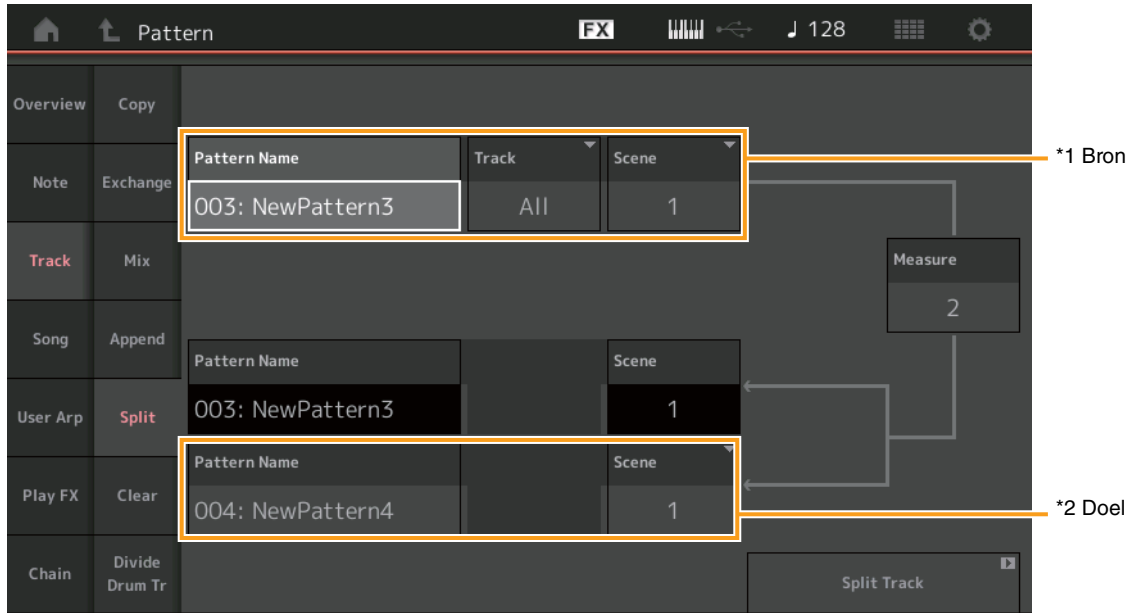 Pattern FX ♩ 128
Overview Copy
Pattern Name Track Scene
*1 Bron
Note Exchange
003: NewPattern3 All 1
Track Mix
Measure
2
Song Append
Pattern Name Scene
User Arp Split
003: NewPattern3 1
Pattern Name Scene
Play FX Clear
004: NewPattern4 1
*2 Doel
Chain Divide
Drum Tr
Split Track